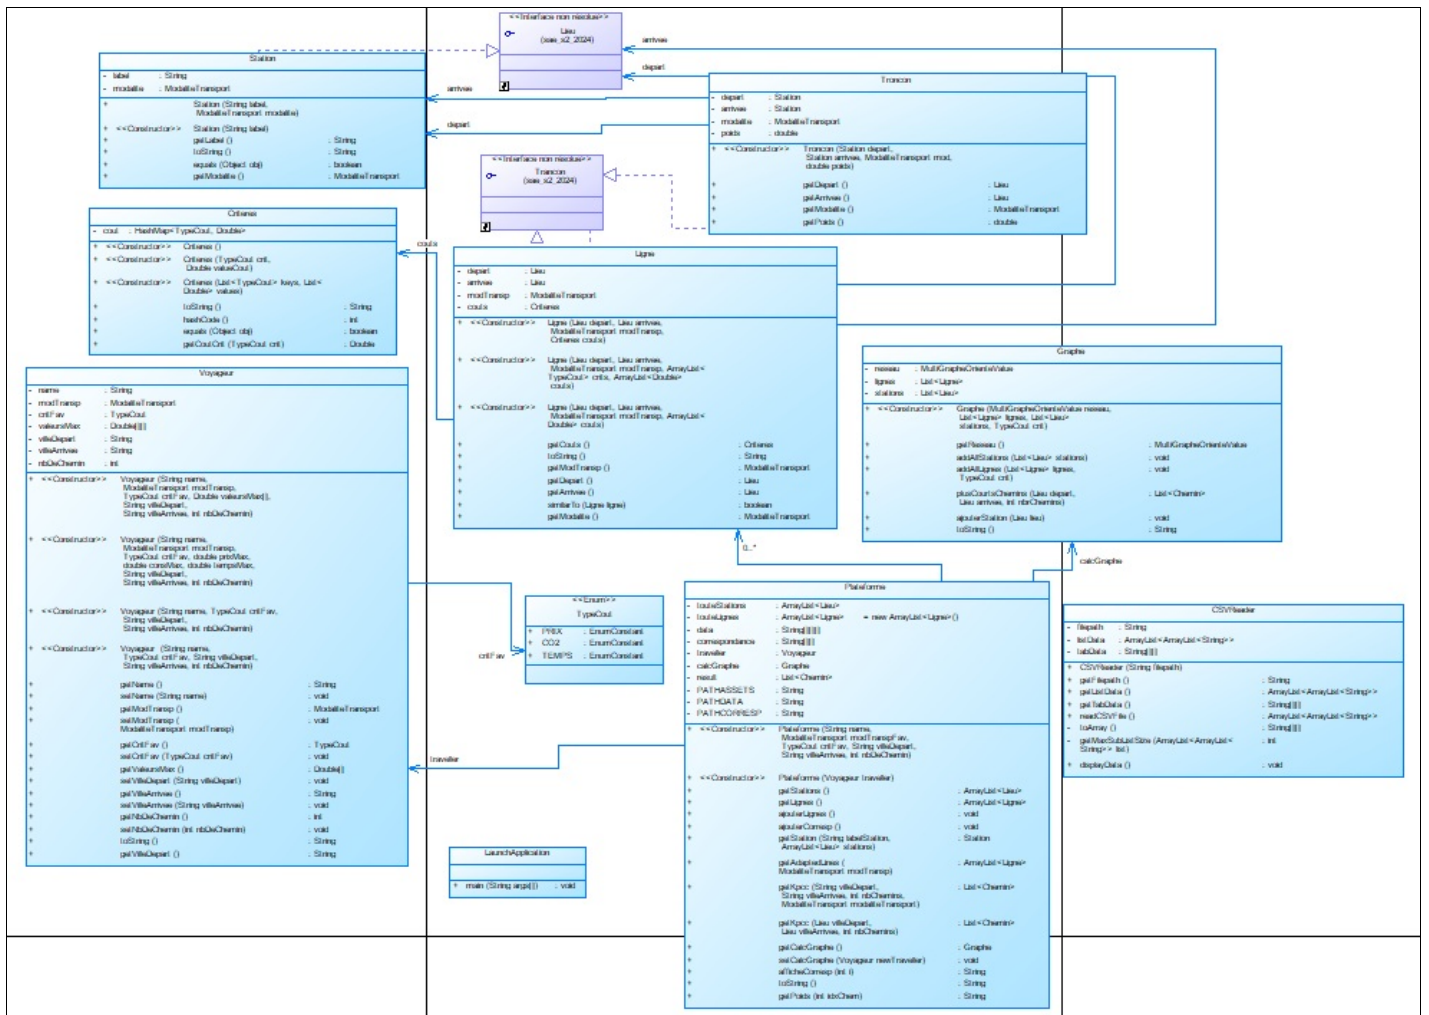 <<Interface non résolue>>
Lieu
(sae_s2_2024)
arrivee
depart
arrivee
depart
Station
- label : String
- modalite : ModaliteTransport
+ Station (String label,
ModaliteTransport modalite)
+ <<Constructor>> Station (String label)
+ getLabel () : String
+ toString () : String
+ equals (Object obj) : boolean
+ getModalite () : ModaliteTransport
Troncon
- depart : Station
- arrivee : Station
- modalite : ModaliteTransport
- poids : double
+ <<Constructor>> Troncon (Station depart,
Station arrivee, ModaliteTransport mod,
double poids)
+ getDepart () : Lieu
+ getArrivee () : Lieu
+ getModalite () : ModaliteTransport
+ getPoids () : double
<<Interface non résolue>>
Trancon
(sae_s2_2024)
Criteres
- cout : HashMap<TypeCout, Double>
+ <<Constructor>> Criteres ()
+ <<Constructor>> Criteres (TypeCout crit,
Double valueCout)
+ <<Constructor>> Criteres (List<TypeCout> keys, List<
Double> values)
+ toString () : String
+ hashCode () : int
+ equals (Object obj) : boolean
+ getCoutCrit (TypeCout crit) : Double
couts
Ligne
- depart : Lieu
- arrivee : Lieu
- modTransp : ModaliteTransport
- couts : Criteres
+ <<Constructor>> Ligne (Lieu depart, Lieu arrivee,
ModaliteTransport modTransp,
Criteres couts)
+ <<Constructor>> Ligne (Lieu depart, Lieu arrivee,
ModaliteTransport modTransp, ArrayList<
TypeCout> crits, ArrayList<Double>
couts)
+ <<Constructor>> Ligne (Lieu depart, Lieu arrivee,
ModaliteTransport modTransp, ArrayList<
Double> couts)
+ getCouts () : Criteres
+ toString () : String
+ getModTransp () : ModaliteTransport
+ getDepart () : Lieu
+ getArrivee () : Lieu
+ similarTo (Ligne ligne) : boolean
+ getModalite () : ModaliteTransport
Graphe
- reseau : MultiGrapheOrienteValue
- lignes : List<Ligne>
- stations : List<Lieu>
+ <<Constructor>> Graphe (MultiGrapheOrienteValue reseau,
List<Ligne> lignes, List<Lieu>
stations, TypeCout crit)
+ getReseau () : MultiGrapheOrienteValue
+ addAllStations (List<Lieu> stations) : void
+ addAllLignes (List<Ligne> lignes,
TypeCout crit) : void
+ plusCourtsChemins (Lieu depart,
Lieu arrivee, int nbrChemins) : List<Chemin>
+ ajouterStation (Lieu lieu) : void
+ toString () : String
Voyageur
- name : String
- modTransp : ModaliteTransport
- critFav : TypeCout
- valeursMax : Double[][]
- villeDepart : String
- villeArrivee : String
- nbDeChemin : int
+ <<Constructor>> Voyageur (String name,
ModaliteTransport modTransp,
TypeCout critFav, Double valeursMax[],
String villeDepart,
String villeArrivee, int nbDeChemin)
+ <<Constructor>> Voyageur (String name,
ModaliteTransport modTransp,
TypeCout critFav, double prixMax,
double consMax, double tempsMax,
String villeDepart,
String villeArrivee, int nbDeChemin)
+ <<Constructor>> Voyageur (String name, TypeCout critFav,
String villeDepart,
String villeArrivee, int nbDeChemin)
+ <<Constructor>> Voyageur (String name,
TypeCout critFav, String villeDepart,
String villeArrivee, int nbDeChemin)
+ getName () : String
+ setName (String name) : void
+ getModTransp () : ModaliteTransport
+ setModTransp (
ModaliteTransport modTransp) : void
+ getCritFav () : TypeCout
+ setCritFav (TypeCout critFav) : void
+ getValeursMax () : Double[]
+ setVilleDepart (String villeDepart) : void
+ getVilleArrivee () : String
+ setVilleArrivee (String villeArrivee) : void
+ getNbDeChemin () : int
+ setNbDeChemin (int nbDeChemin) : void
+ toString () : String
+ getVilleDepart () : String
<<Enum>>
TypeCout
+ PRIX : EnumConstant
+ CO2 : EnumConstant
+ TEMPS : EnumConstant
critFav
0..*
calcGraphe
traveller
Plateforme
- touteStations : ArrayList<Lieu>
- touteLignes : ArrayList<Ligne> = new ArrayList<Ligne>()
- data
- correspondance
- traveller : Voyageur
- calcGraphe : Graphe
- result : List<Chemin>
- PATHASSETS : String
- PATHDATA : String
- PATHCORRESP : String
+ <<Constructor>> Plateforme (String name,
ModaliteTransport modTranspFav,
TypeCout critFav, String villeDepart,
String villeArrivee, int nbDeChemin)
+ <<Constructor>> Plateforme (Voyageur traveller)
+ getStations () : ArrayList<Lieu>
+ getLignes () : ArrayList<Ligne>
+ ajouterLignes () : void
+ ajouterCorresp () : void
+ getStation (String labelStation,
ArrayList<Lieu> stations) : Station
+ getAdaptedLines (
ModaliteTransport modTransp) : ArrayList<Ligne>
+ getKpcc (String villeDepart,
String villeArrivee, int nbChemins,
ModaliteTransport modaliteTransport) : List<Chemin>
+ getKpcc (Lieu villeDepart,
Lieu villeArrivee, int nbChemins) : List<Chemin>
+ getCalcGraphe () : Graphe
+ setCalcGraphe (Voyageur newTraveller) : void
+ afficheCorresp (int i) : String
+ toString () : String
+ getPoids (int idxChem) : String
CSVReader
- filepath : String
- listData : ArrayList<ArrayList<String>>
- tabData : String[][]
+ CSVReader (String filepath)
+ getFilepath () : String
+ getListData () : ArrayList<ArrayList<String>>
+ getTabData () : String[][]
+ readCSVFile () : ArrayList<ArrayList<String>>
- toArray () : String[][]
- getMaxSubListSize (ArrayList<ArrayList<
String>> list) : int
+ displayData () : void
LaunchApplication
+ main (String args[]) : void